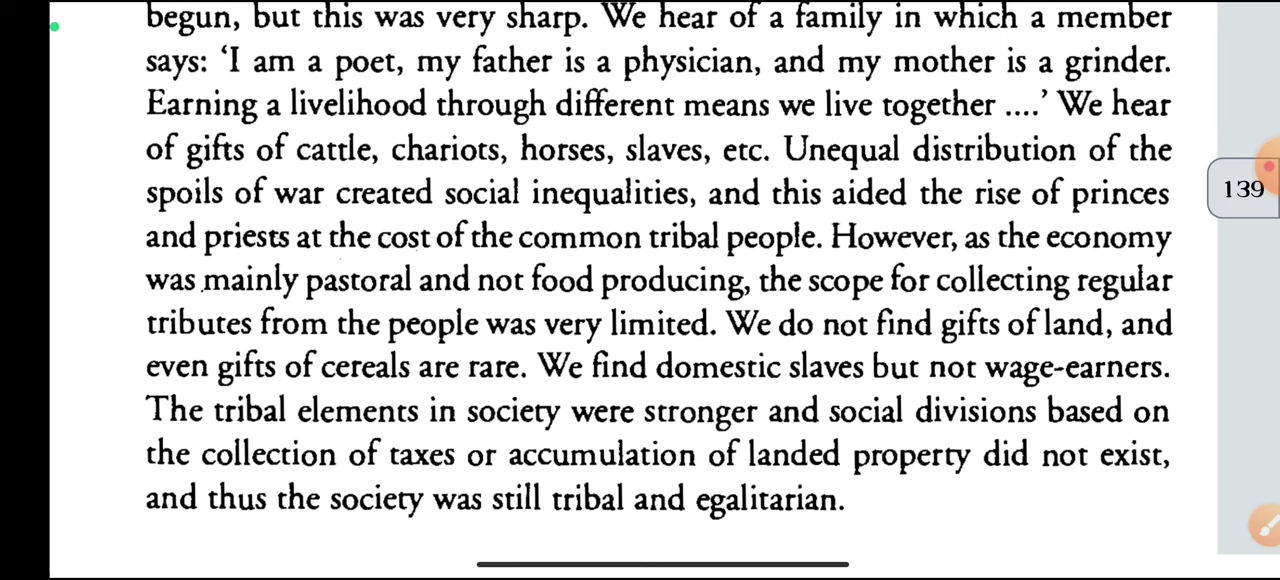 begun, but this was very sharp. We hear of a family in which a member
says: ‘I am a poet, my father is a physician, and my mother is a grinder.
Earning a livelihood through different means we live together ....’ We hear
of gifts of cattle, chariots, horses, slaves, etc. Unequal distribution of the
spoils of war created social inequalities, and this aided the rise of princes
and priests at the cost of the common tribal people. However, as the economy
was mainly pastoral and not food producing, the scope for collecting regular
tributes from the people was very limited. We do not find gifts of land, and
even gifts of cereals are rare. We find domestic slaves but not wage-earners.
The tribal elements in society were stronger and social divisions based on
the collection of taxes or accumulation of landed property did not exist,
and thus the society was still tribal and egalitarian.
139